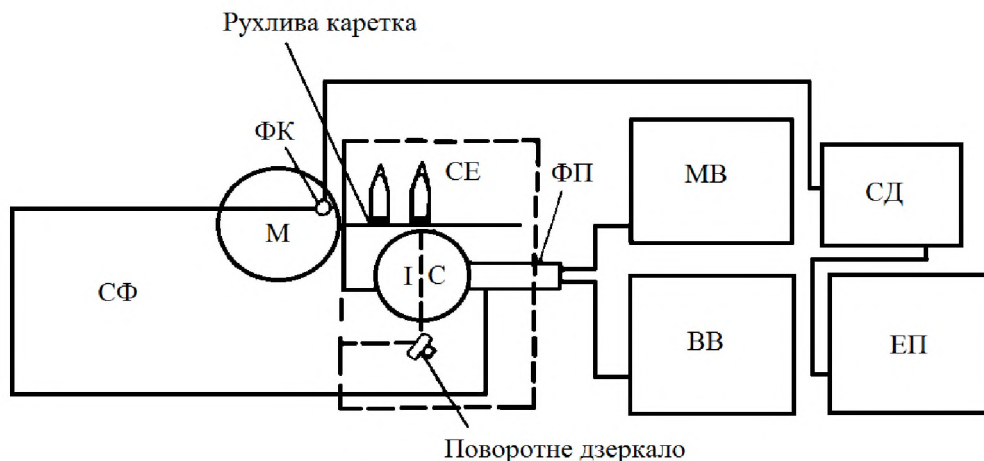 Рухлива каретка
ФК
СЕ
ФП
МВ
СД
М
І С
СФ
ВВ
ЕП
Поворотне дзеркало